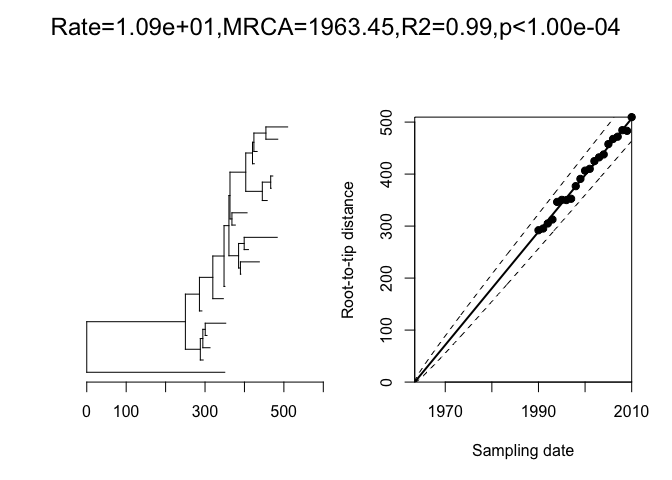 Rate=1.09e+01,MRCA=1963.45,R2=0.99,p<1.00e-04
0 100 300 500
Root-to-tip distance
500
400
300
200
100
0
1970 1990 2010
Sampling date